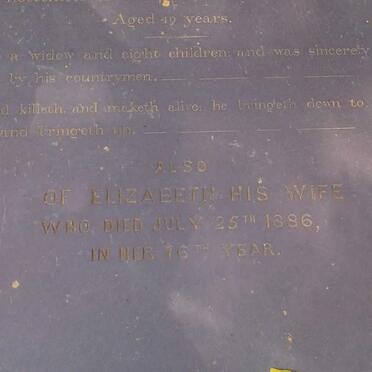 Aged 49 years.
a widow and eight children: and was sincerely
by his countrymen.
killeth, and maketh alive: he bringeth down to
and bringeth up.
ALSO
OF ELIZABETH HIS WIFE
WHO DIED JULY 25TH 1886,
IN HER 76TH YEAR.